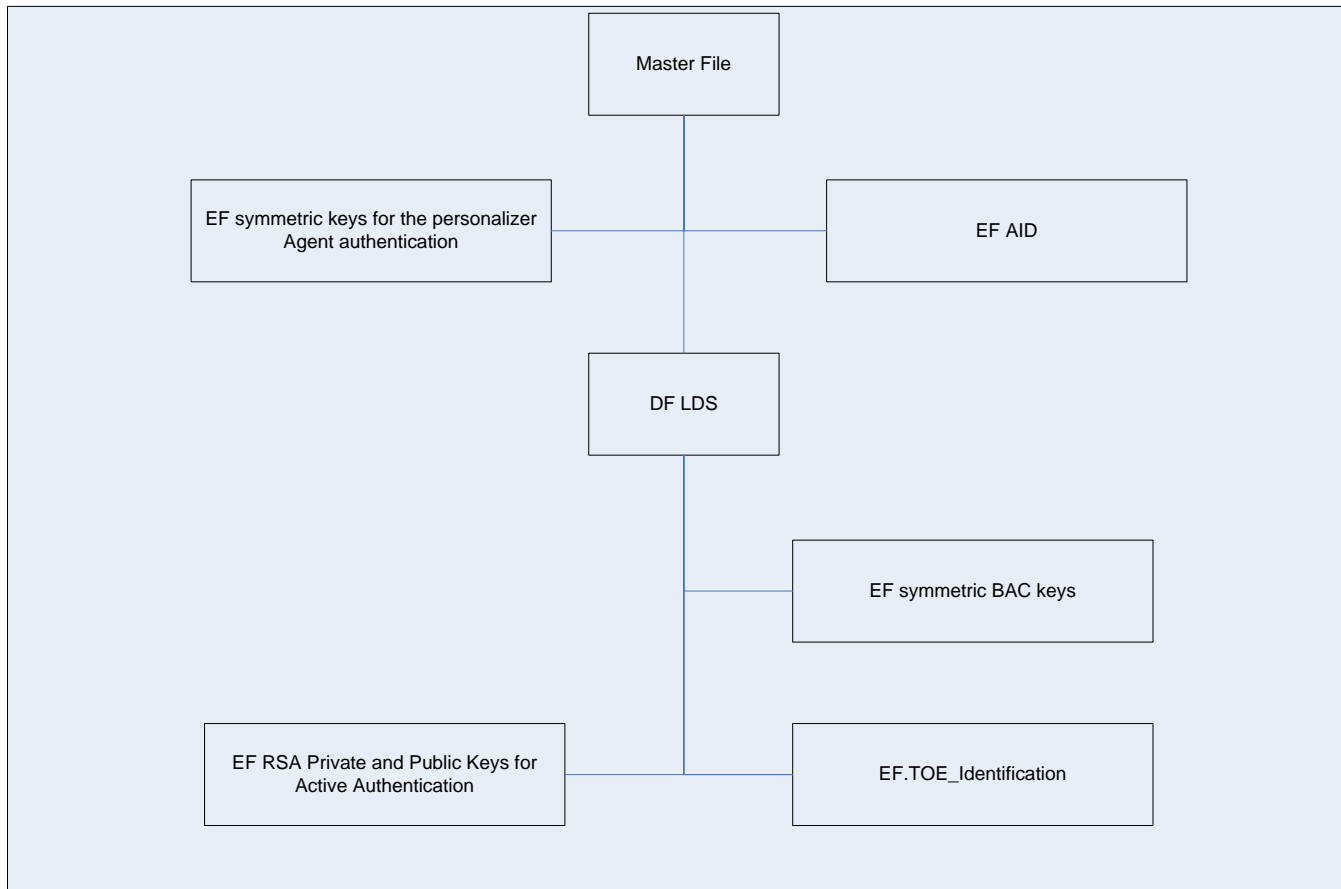 Master File
EF symmetric keys for the personalizer
Agent authentication
EF AID
DF LDS
EF symmetric BAC keys
EF RSA Private and Public Keys for
Active Authentication
EF.TOE_Identification